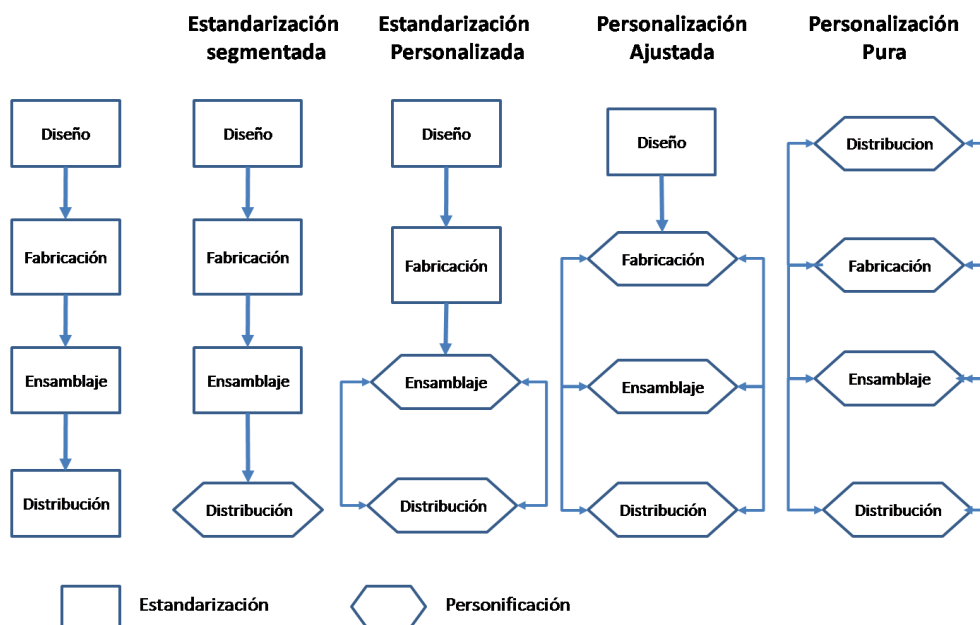 Estandarización
segmentada
Estandarización
Personalizada
Personalización
Ajustada
Personalización
Pura
Diseño
Fabricación
Ensamblaje
Distribución
Diseño
Fabricación
Ensamblaje
Distribución
Diseño
Fabricación
Ensamblaje
Distribución
Diseño
Fabricación
Ensamblaje
Distribución
Distribucion
Fabricación
Ensamblaje
Distribución
Estandarización
Personificación